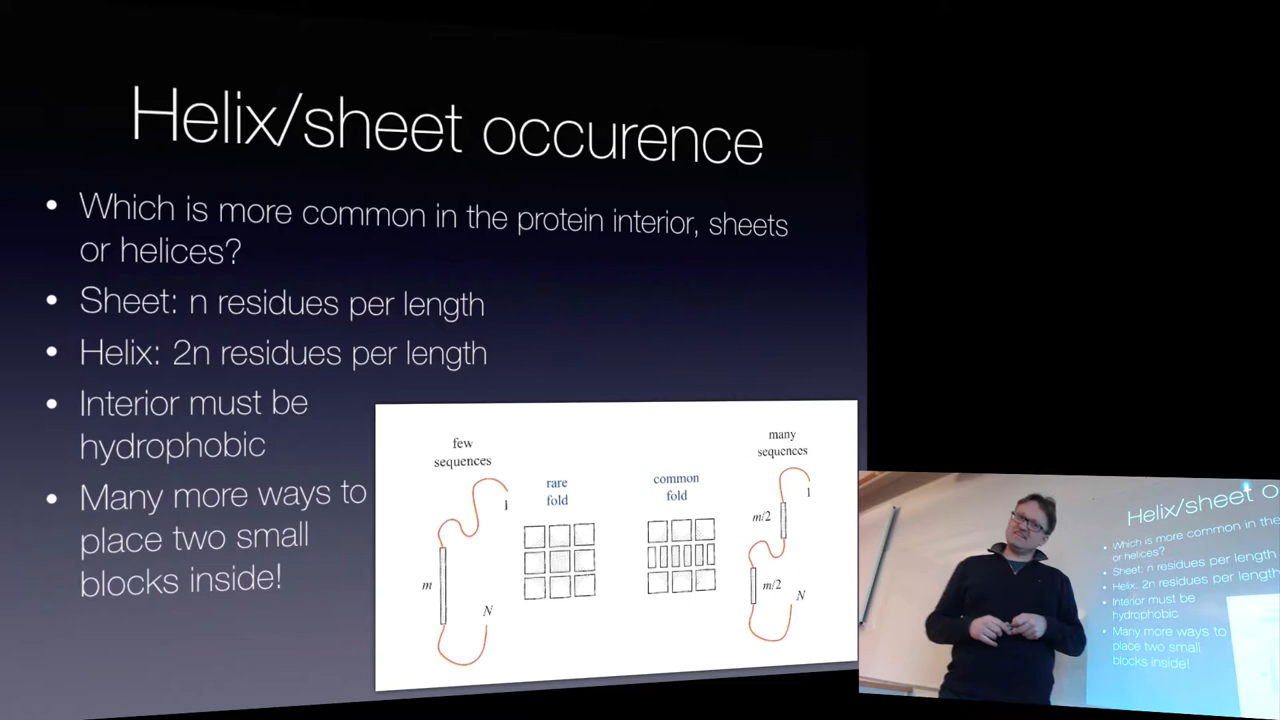 Helix/sheet occurence
• Which is more common in the protein interior, sheets
or helices?
• Sheet: n residues per length
• Helix: 2n residues per length
• Interior must be
hydrophobic
• Many more ways to
place two small
blocks inside!
few
sequences
rare
fold
common
fold
many
sequences
1
m
N
1
m/2
m/2
N
Helix/sheet o
• Which is more common in the
or helices?
• Sheet: n residues per length
• Helix: 2n residues per length
• Interior must be
hydrophobic
• Many more ways to
place two small
blocks inside!